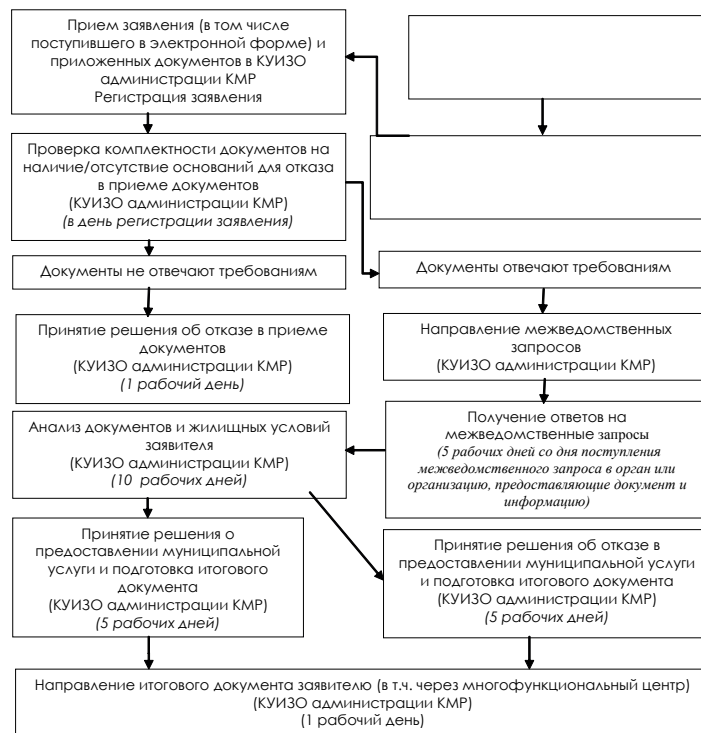 Прием заявления (в том числе
поступившего в электронной форме) и
приложенных документов в КУИЗО
администрации КМР
Регистрация заявления
Проверка комплектности документов на
наличие/отсутствие оснований для отказа
в приеме документов
(КУИЗО администрации КМР)
(в день регистрации заявления)
Документы не отвечают требованиям
Документы отвечают требованиям
Принятие решения об отказе в приеме
документов
(КУИЗО администрации КМР)
(1 рабочий день)
Направление межведомственных
запросов
(КУИЗО администрации КМР)
Получение ответов на
межведомственные запросы
(5 рабочих дней со дня поступления
межведомственного запроса в орган или
организацию, предоставляющие документ и
информацию)
Анализ документов и жилищных условий
заявителя
(КУИЗО администрации КМР)
(10 рабочих дней)
Принятие решения о
предоставлении муниципальной
услуги и подготовка итогового
документа
(КУИЗО администрации КМР)
(5 рабочих дней)
Принятие решения об отказе в
предоставлении муниципальной услуги
и подготовка итогового документа
(КУИЗО администрации КМР)
(5 рабочих дней)
Направление итогового документа заявителю (в т.ч. через многофункциональный центр)
(КУИЗО администрации КМР)
(1 рабочий день)